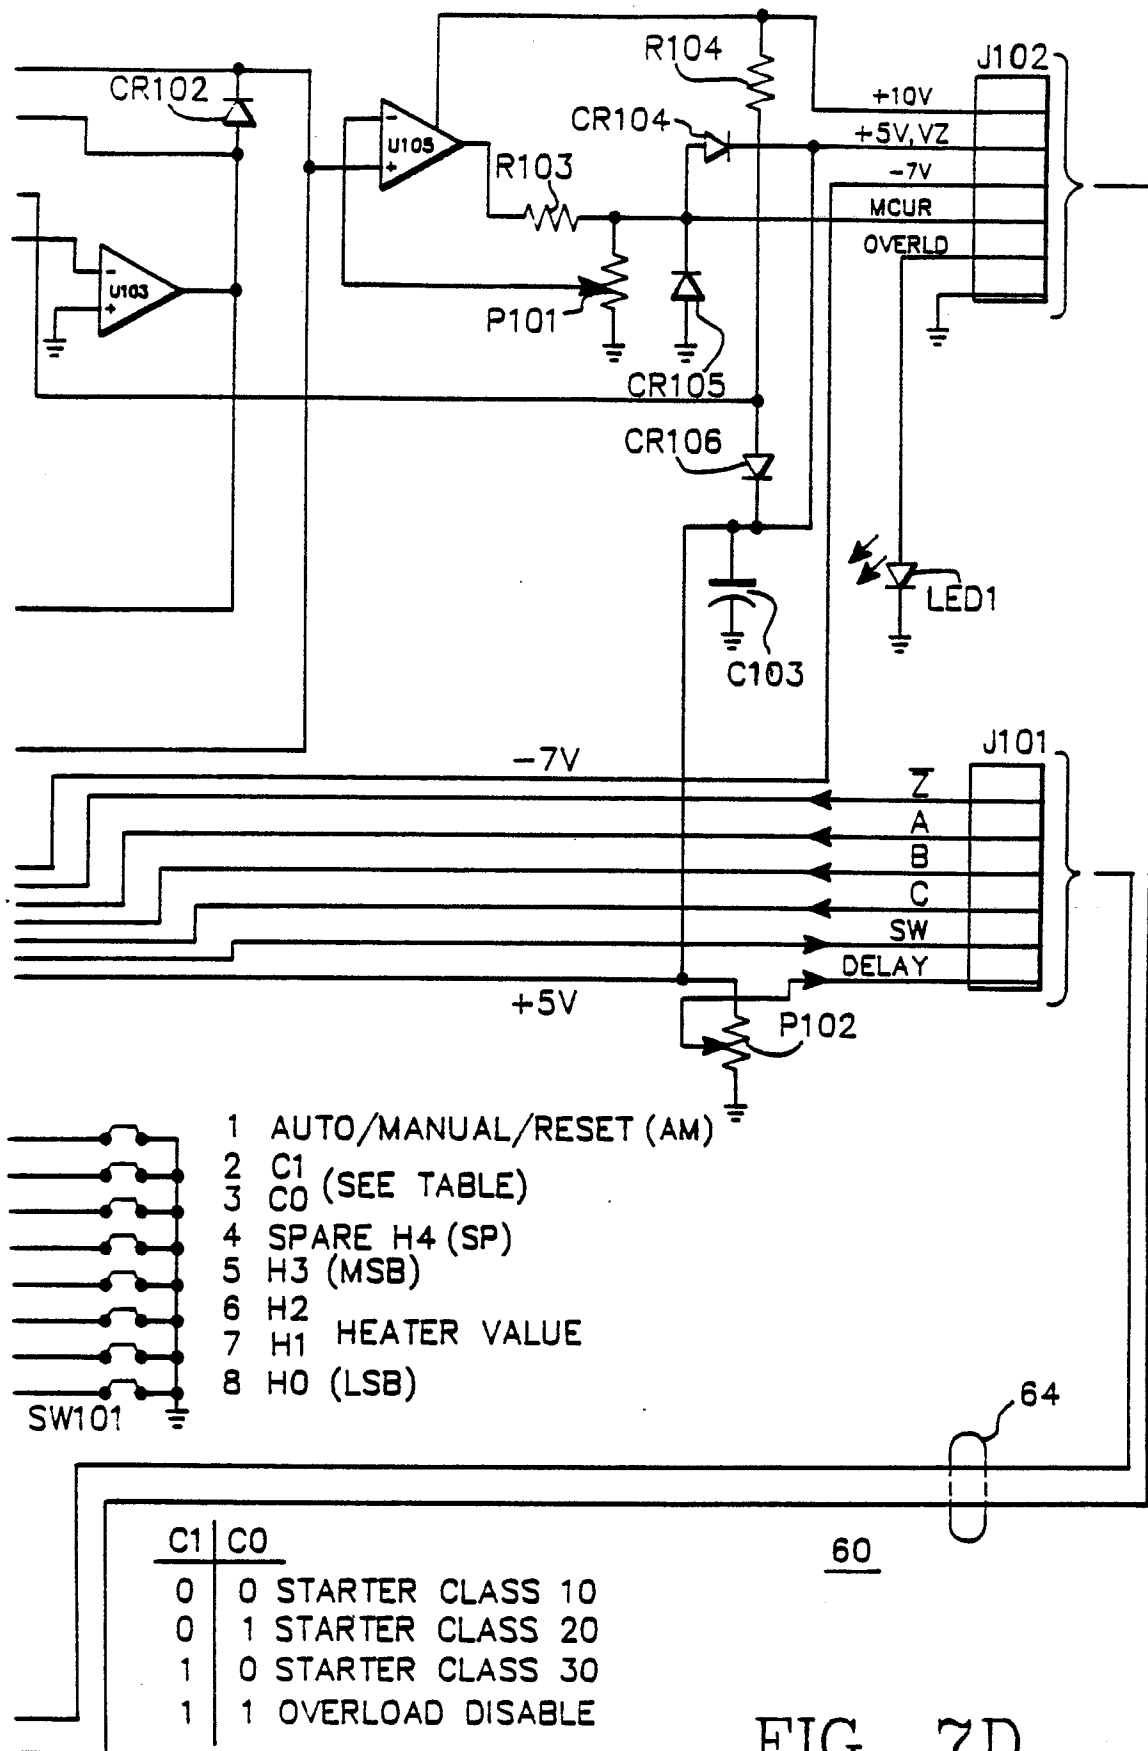 R104
J102
CR102
+10V
CR104
+5V,VZ
-
U105
+
R103
-7V
MCUR
OVERLD
-
U103
+
P101
CR105
CR106
LED1
C103
J101
-7V
Z̅
A
B
C
SW
DELAY
+5V
P102
1 AUTO/MANUAL/RESET (AM)
2 C1
(SEE TABLE)
3 C0
4 SPARE H4 (SP)
5 H3 (MSB)
6 H2
HEATER VALUE
7 H1
8 H0 (LSB)
SW101
64
C1 C0
60
0 0 STARTER CLASS 10
0 1 STARTER CLASS 20
1 0 STARTER CLASS 30
1 1 OVERLOAD DISABLE
FIG. 7D